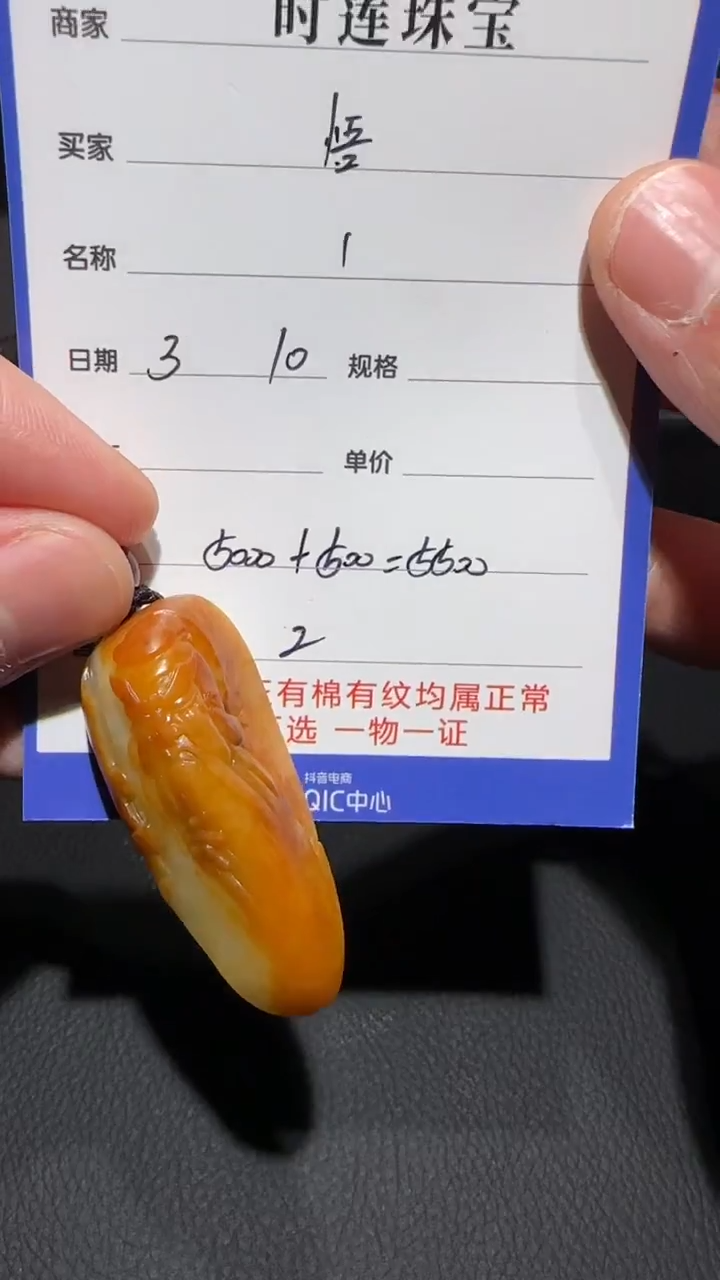 商家 时莲珠宝
买家 悟
名称 1
日期 3 10 规格
单价
5000+500=5500
2
有棉有纹均属正常
选 一物一证
抖音电商
QIC中心